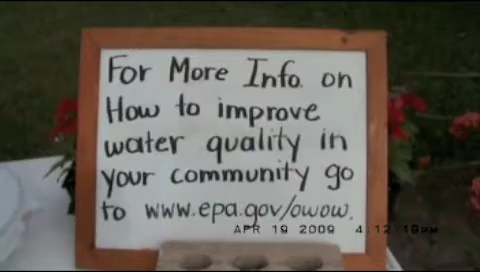 For More Info. on
How to improve
water quality in
your community go
to www.epa.gov/owow.
APR 19 2009 4:12:19PM